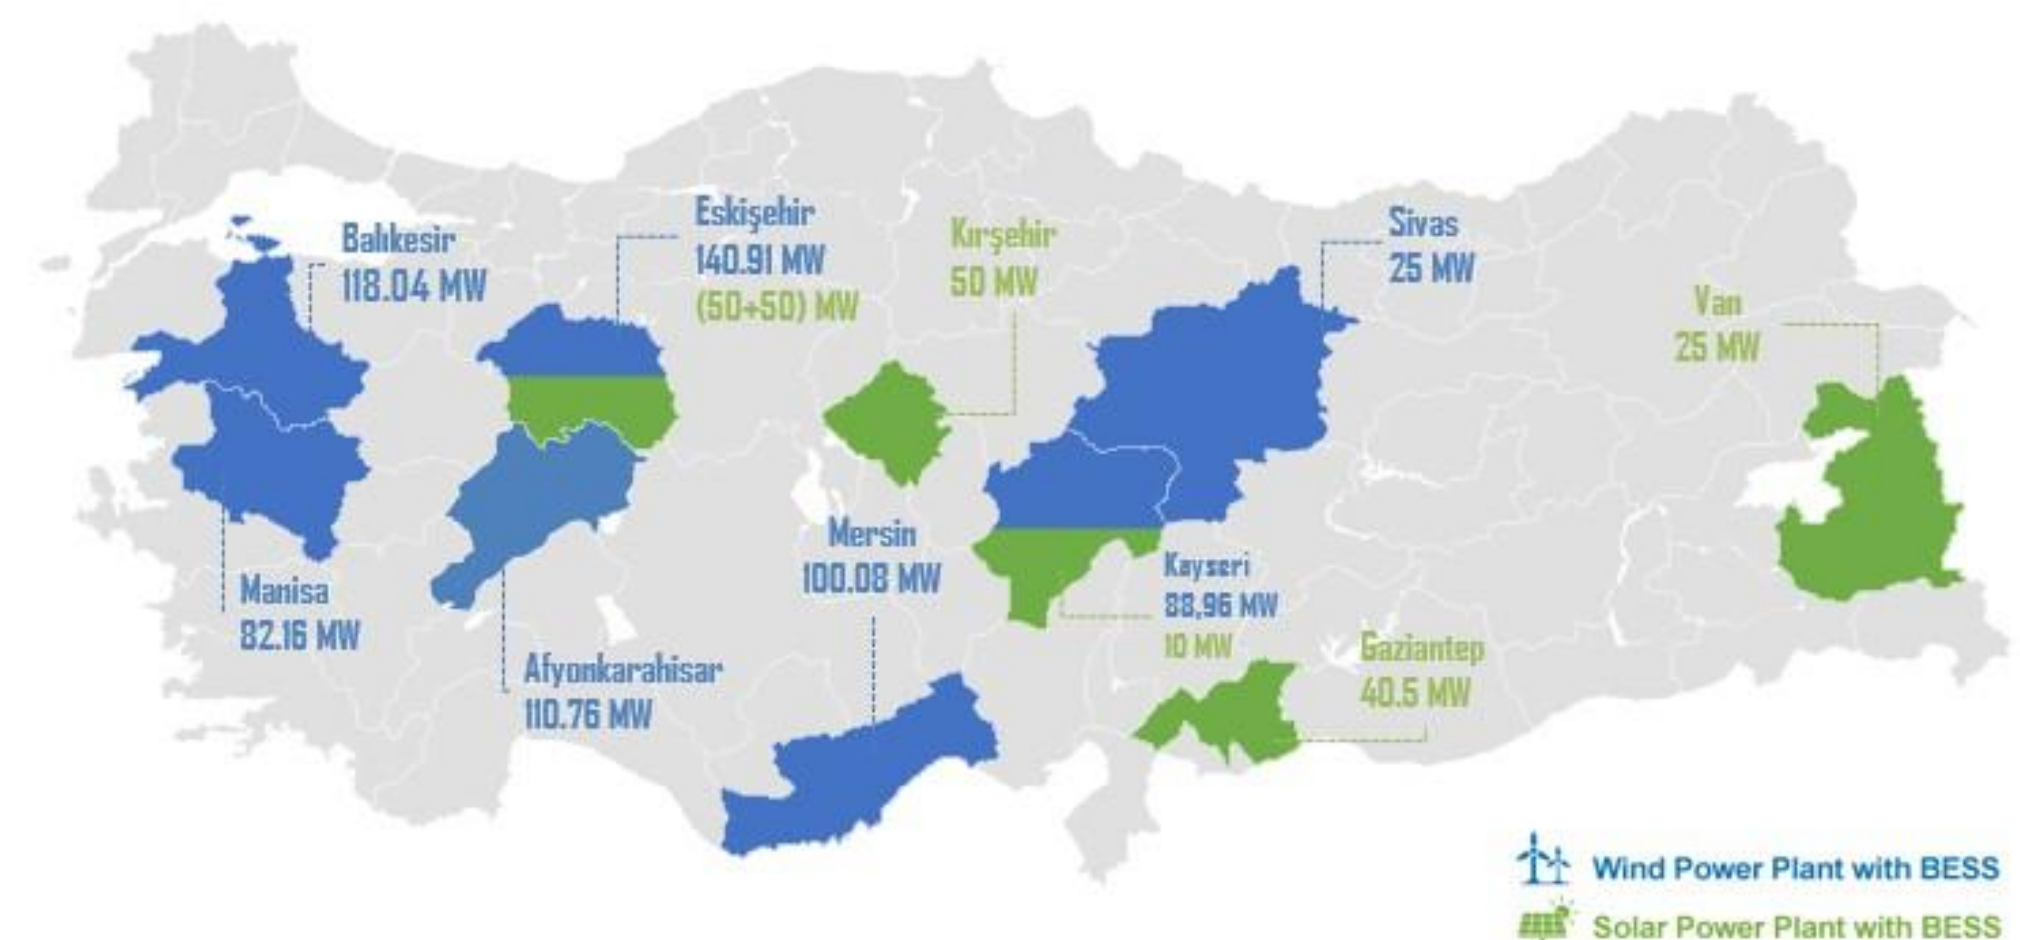 Balıkesir
118.04 MW
Eskişehir
140.91 MW
(50+50) MW
Kırşehir
50 MW
Sivas
25 MW
Van
25 MW
Manisa
82.16 MW
Afyonkarahisar
110.76 MW
Mersin
100.08 MW
Kayseri
88,96 MW
10 MW
Gaziantep
40.5 MW
Wind Power Plant with BESS
Solar Power Plant with BESS